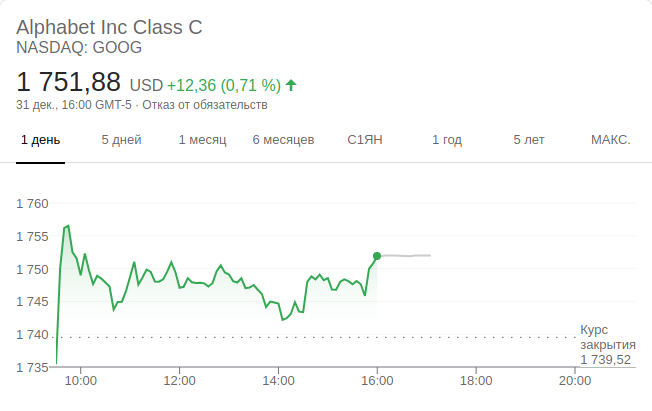 Alphabet Inc Class C
NASDAQ: GOOG
1 751,88 USD +12,36 (0,71 %)
31 дек., 16:00 GMT-5 · Отказ от обязательств
1 день 5 дней 1 месяц 6 месяцев С1ЯН 1 год 5 лет МАКС.
1 760
1 755
1 750
1 745
1 740
1 735
Курс
закрытия
1 739,52
10:00 12:00 14:00 16:00 18:00 20:00